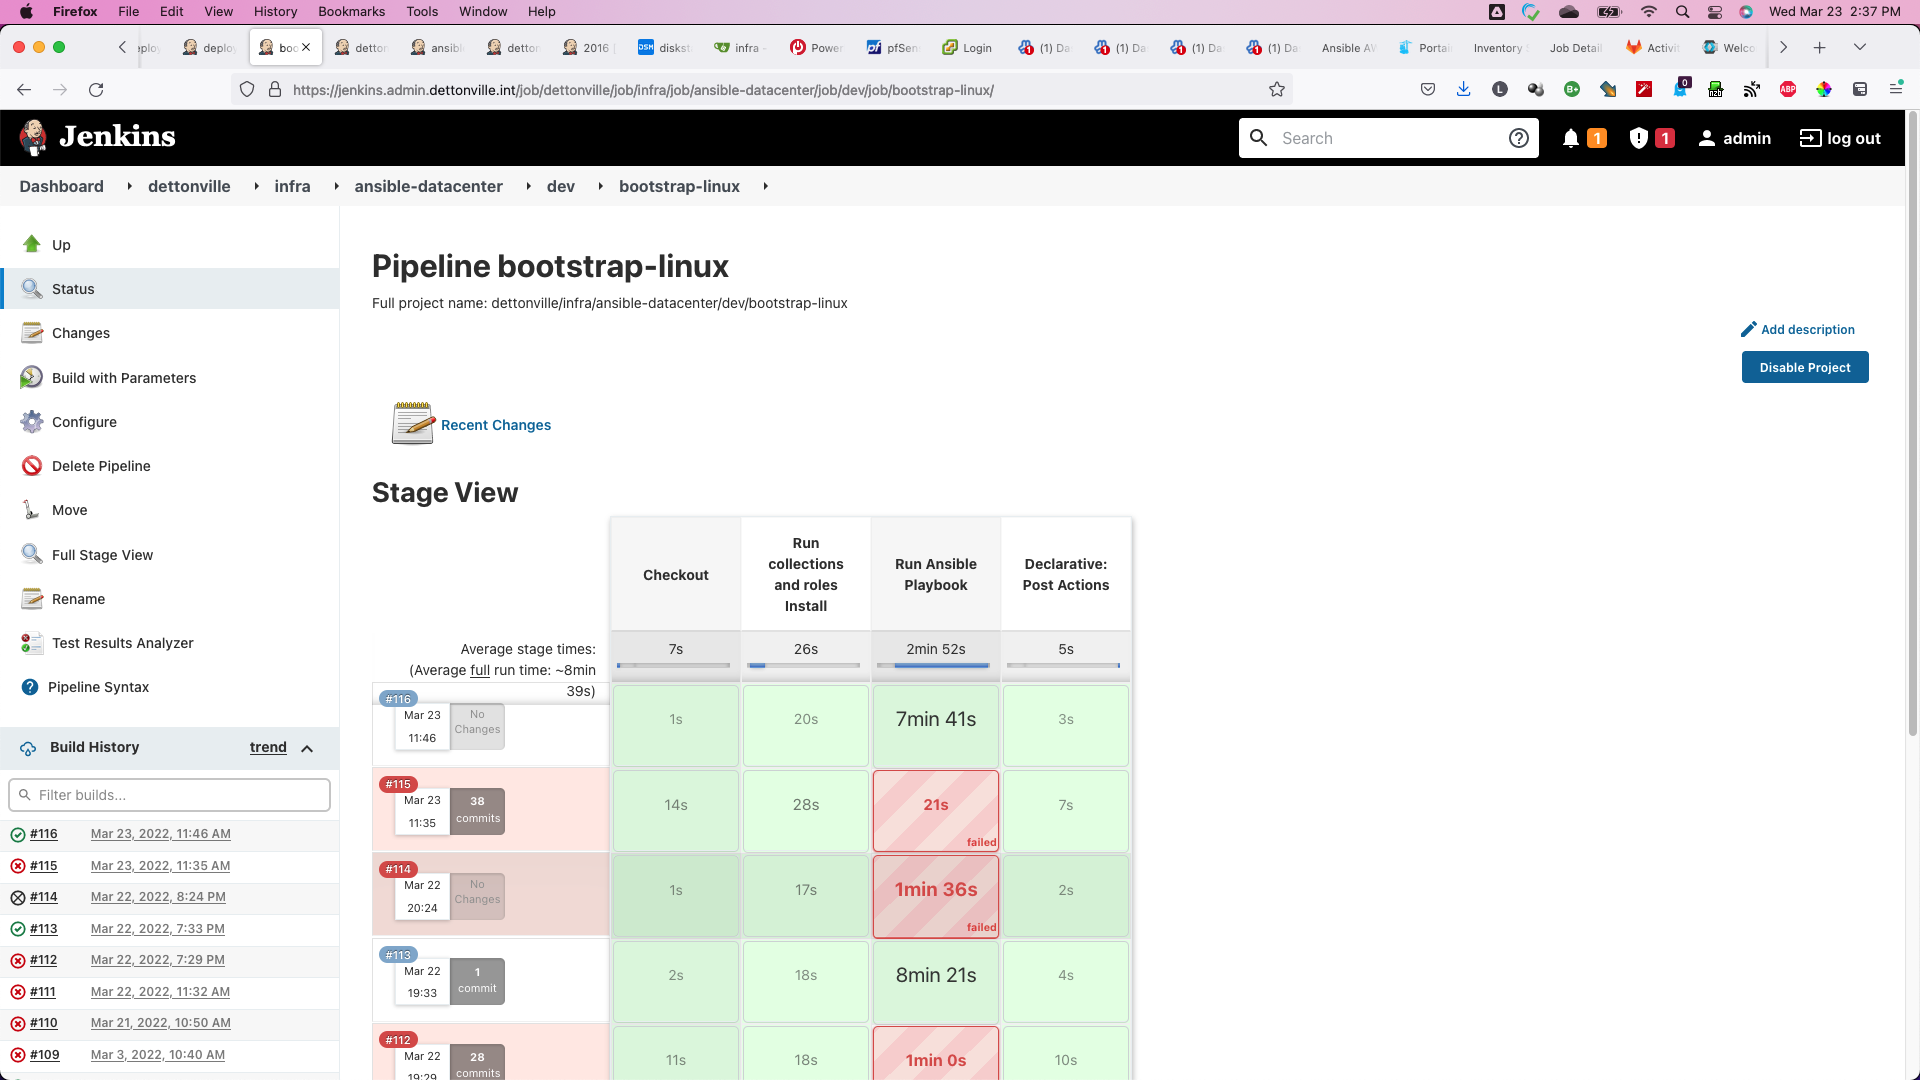 Firefox File Edit View History Bookmarks Tools Window Help Wed Mar 23 2:37 PM
deploy boo detton ansibl detton 2016 DSM diskst infra - Power pfSen Login (1) Da (1) Da (1) Da (1) Da Ansible AW Portai Inventory Job Detail Activit Welco
https://jenkins.admin.dettonville.int/job/dettonville/job/infra/job/ansible-datacenter/job/dev/job/bootstrap-linux/
Jenkins Search 1 1 admin log out
Dashboard dettonville infra ansible-datacenter dev bootstrap-linux
Up
Status
Changes
Build with Parameters
Configure
Delete Pipeline
Move
Full Stage View
Rename
Test Results Analyzer
Pipeline Syntax
Build History trend
Filter builds...
#116 Mar 23, 2022, 11:46 AM
#115 Mar 23, 2022, 11:35 AM
#114 Mar 22, 2022, 8:24 PM
#113 Mar 22, 2022, 7:33 PM
#112 Mar 22, 2022, 7:29 PM
#111 Mar 22, 2022, 11:32 AM
#110 Mar 21, 2022, 10:50 AM
#109 Mar 3, 2022, 10:40 AM
Pipeline bootstrap-linux
Full project name: dettonville/infra/ansible-datacenter/dev/bootstrap-linux
Add description
Disable Project
Recent Changes
Stage View
Checkout
Run
collections
and roles
Install
Run Ansible
Playbook
Declarative:
Post Actions
Average stage times:
(Average full run time: ~8min
39s)
7s 26s 2min 52s 5s
#116
Mar 23
11:46
No
Changes
1s 20s 7min 41s 3s
#115
Mar 23
11:35
38
commits
14s 28s 21s 7s
failed
#114
Mar 22
20:24
No
Changes
1s 17s 1min 36s 2s
failed
#113
Mar 22
19:33
1
commit
2s 18s 8min 21s 4s
#112
Mar 22
19:29
28
commits
11s 18s 1min 0s 10s